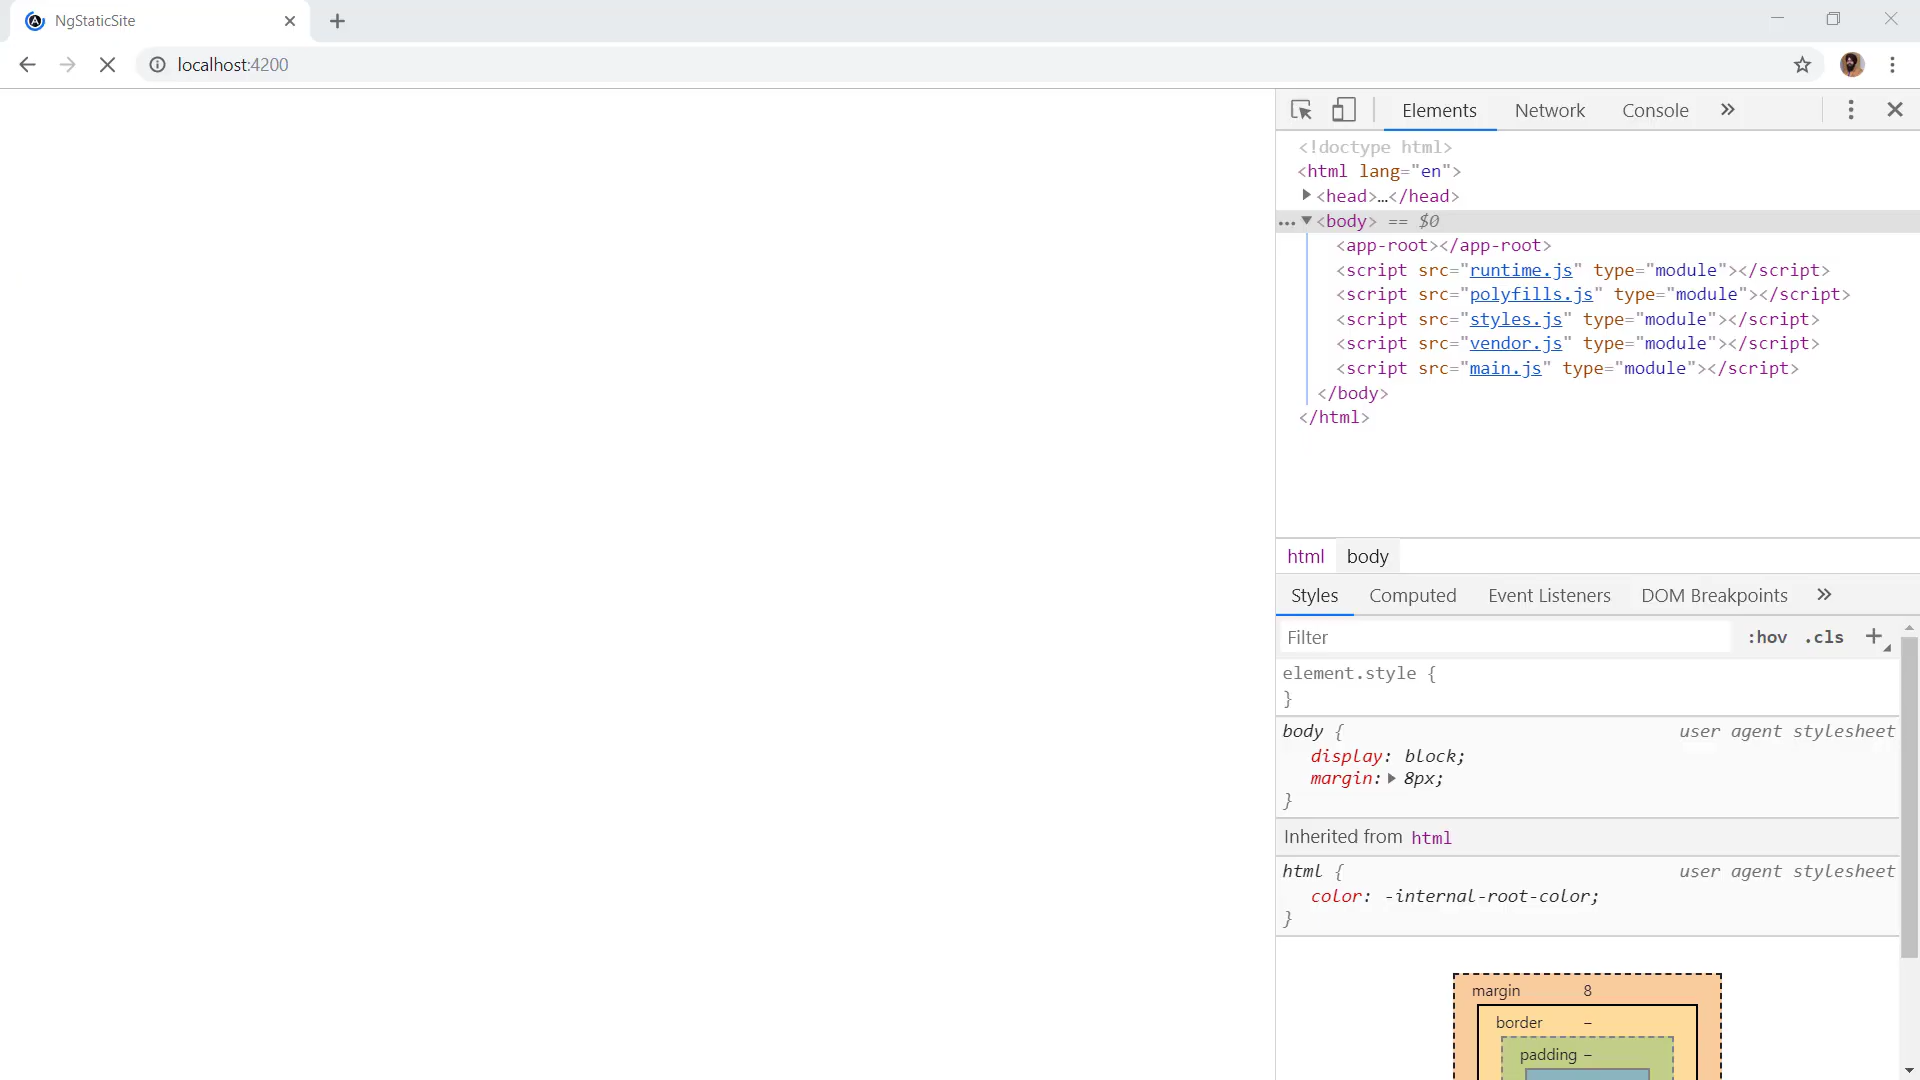 NgStaticSite
localhost:4200
Elements Network Console
<!doctype html>
<html lang="en">
<head>…</head>
<body> == $0
<app-root></app-root>
<script src="runtime.js" type="module"></script>
<script src="polyfills.js" type="module"></script>
<script src="styles.js" type="module"></script>
<script src="vendor.js" type="module"></script>
<script src="main.js" type="module"></script>
</body>
</html>
html body
Styles Computed Event Listeners DOM Breakpoints
Filter :hov .cls
element.style {
}
body { user agent stylesheet
display: block;
margin: 8px;
}
Inherited from html
html { user agent stylesheet
color: -internal-root-color;
}
margin 8
border –
padding –